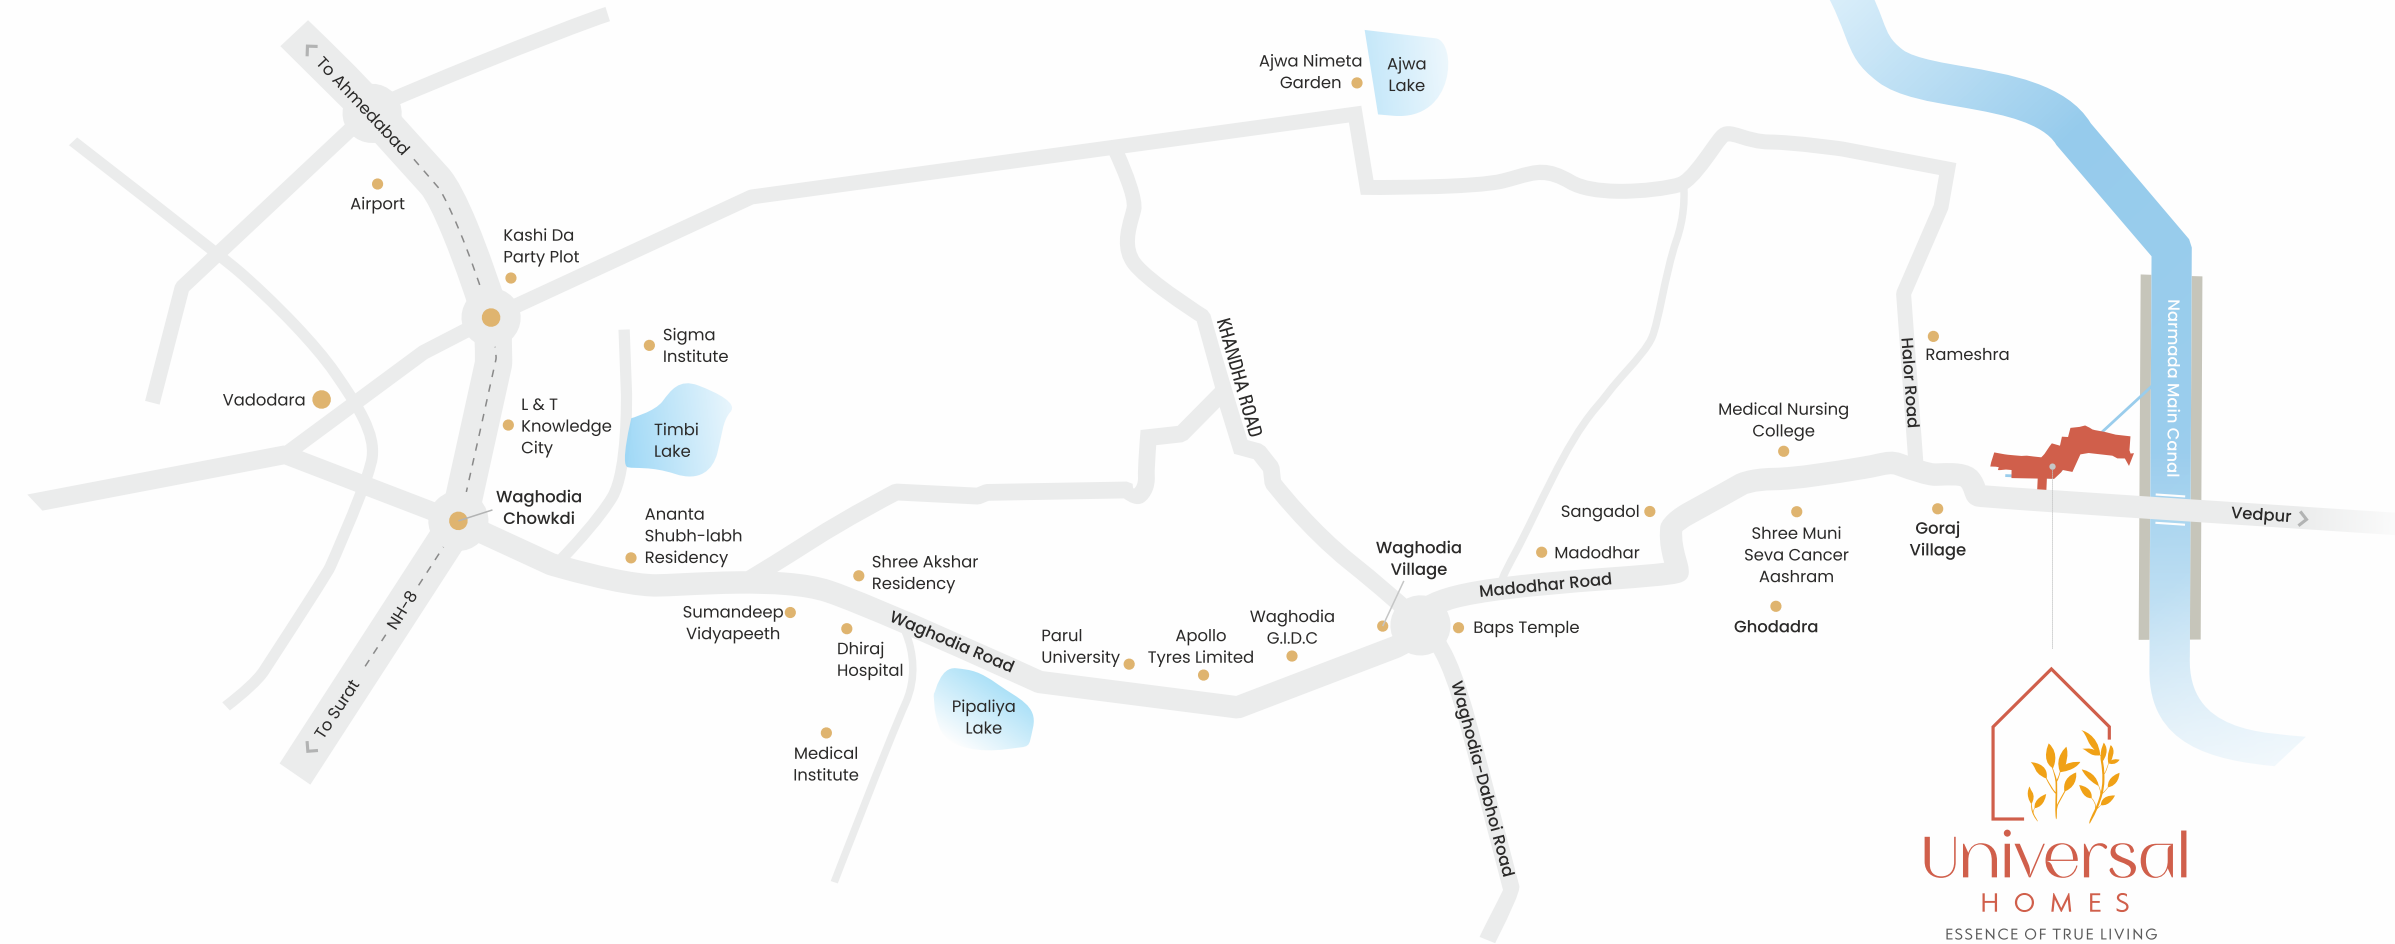 To Ahmedabad
Airport
Kashi Da
Party Plot
Ajwa Nimeta
Garden
Ajwa
Lake
Sigma
Institute
Vadodara
L & T
Knowledge
City
Timbi
Lake
Waghodia
Chowkdi
Ananta
Shubh-labh
Residency
NH-8
To Surat
Shree Akshar
Residency
Sumandeep
Vidyapeeth
Dhiraj
Hospital
Medical
Institute
Waghodia Road
Pipaliya
Lake
Parul
University
Apollo
Tyres Limited
Waghodia
G.I.D.C
KHANDHA ROAD
Waghodia
Village
Baps Temple
Waghodia-Dabhoi Road
Madodhar Road
Madodhar
Sangadol
Medical Nursing
College
Shree Muni
Seva Cancer
Aashram
Ghodadra
Halor Road
Rameshra
Goraj
Village
Narmada Main Canal
Vedpur
Universal
HOMES
ESSENCE OF TRUE LIVING